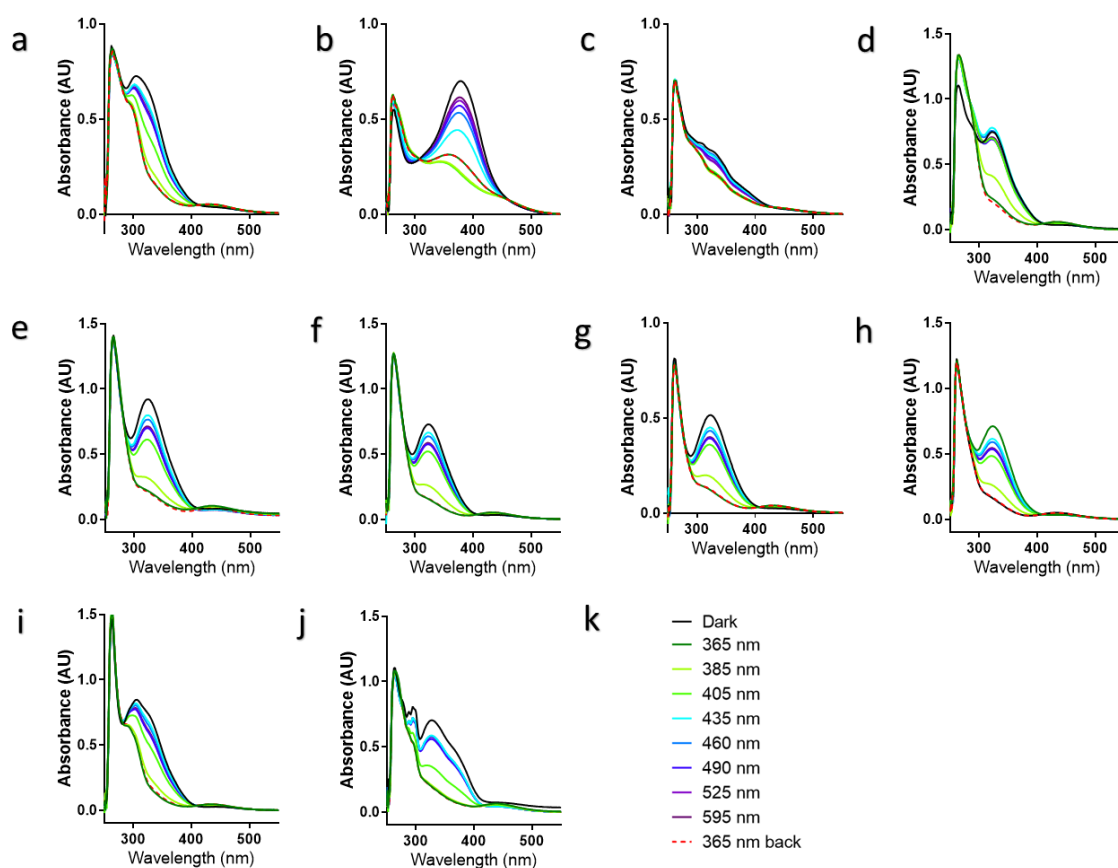 a
1.0
0.5
0.0
Absorbance (AU)
300 400 500
Wavelength (nm)
b
1.0
0.5
0.0
Absorbance (AU)
300 400 500
Wavelength (nm)
c
1.0
0.5
0.0
Absorbance (AU)
300 400 500
Wavelength (nm)
d
1.5
1.0
0.5
0.0
Absorbance (AU)
300 400 500
Wavelength (nm)
e
1.5
1.0
0.5
0.0
Absorbance (AU)
300 400 500
Wavelength (nm)
f
1.5
1.0
0.5
0.0
Absorbance (AU)
300 400 500
Wavelength (nm)
g
1.0
0.5
0.0
Absorbance (AU)
300 400 500
Wavelength (nm)
h
1.5
1.0
0.5
0.0
Absorbance (AU)
300 400 500
Wavelength (nm)
i
1.5
1.0
0.5
0.0
Absorbance (AU)
300 400 500
Wavelength (nm)
j
1.5
1.0
0.5
0.0
Absorbance (AU)
300 400 500
Wavelength (nm)
k
Dark
365 nm
385 nm
405 nm
435 nm
460 nm
490 nm
525 nm
595 nm
365 nm back